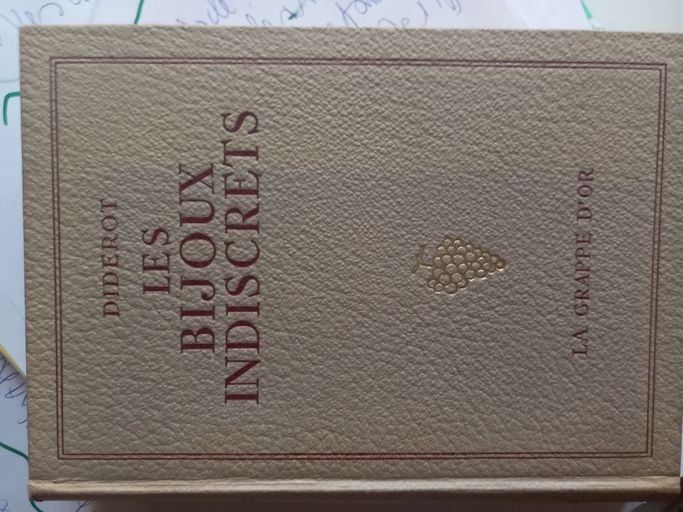 DIDEROT
LES
BIJOUX
INDISCRETS
LA GRAPPE D'OR